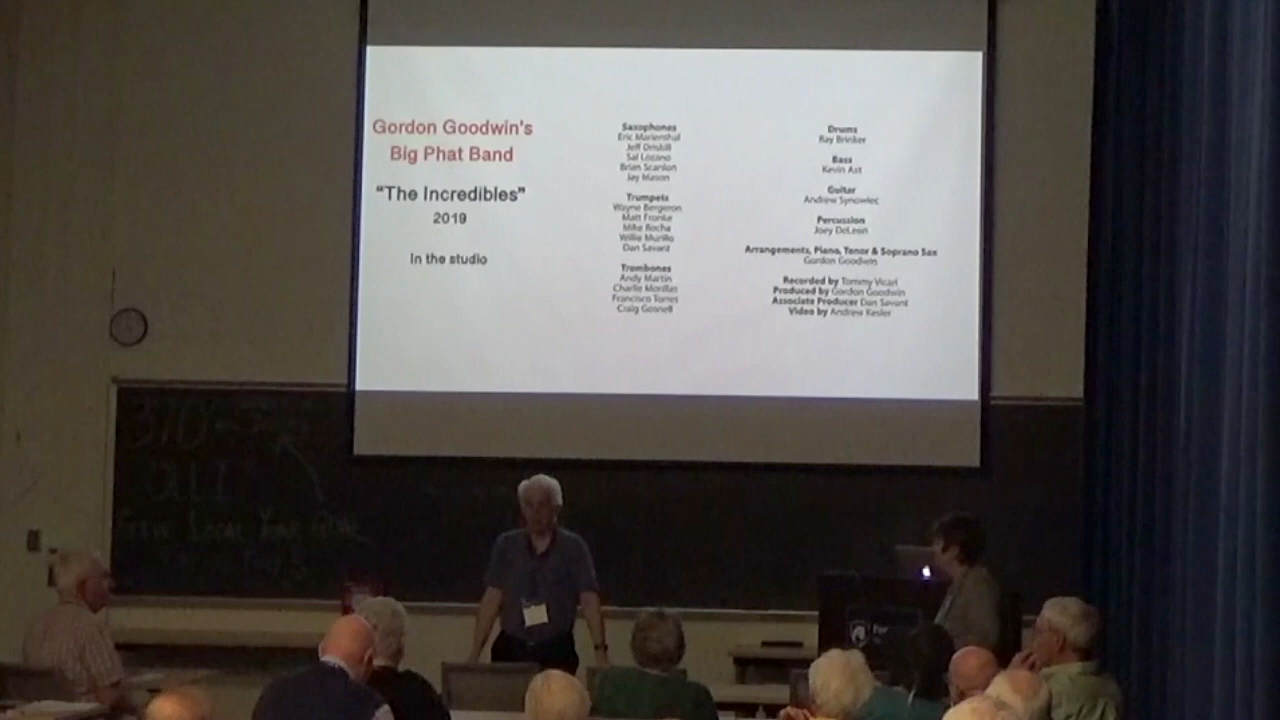 Gordon Goodwin's
Big Phat Band
"The Incredibles"
2019
In the studio
Saxophones
Eric Marienthal
Jeff Driskill
Sal Lozano
Brian Scanlon
Jay Mason
Trumpets
Wayne Bergeron
Matt Fronke
Mike Rocha
Willie Murillo
Dan Savant
Trombones
Andy Martin
Charlie Morillas
Francisco Torres
Craig Gosnell
Drums
Ray Brinker
Bass
Kevin Axt
Guitar
Andrew Synowiec
Percussion
Joey DeLeon
Arrangements, Piano, Tenor & Soprano Sax
Gordon Goodwin
Recorded by Tommy Vicari
Produced by Gordon Goodwin
Associate Producer Dan Savant
Video by Andrew Kesler